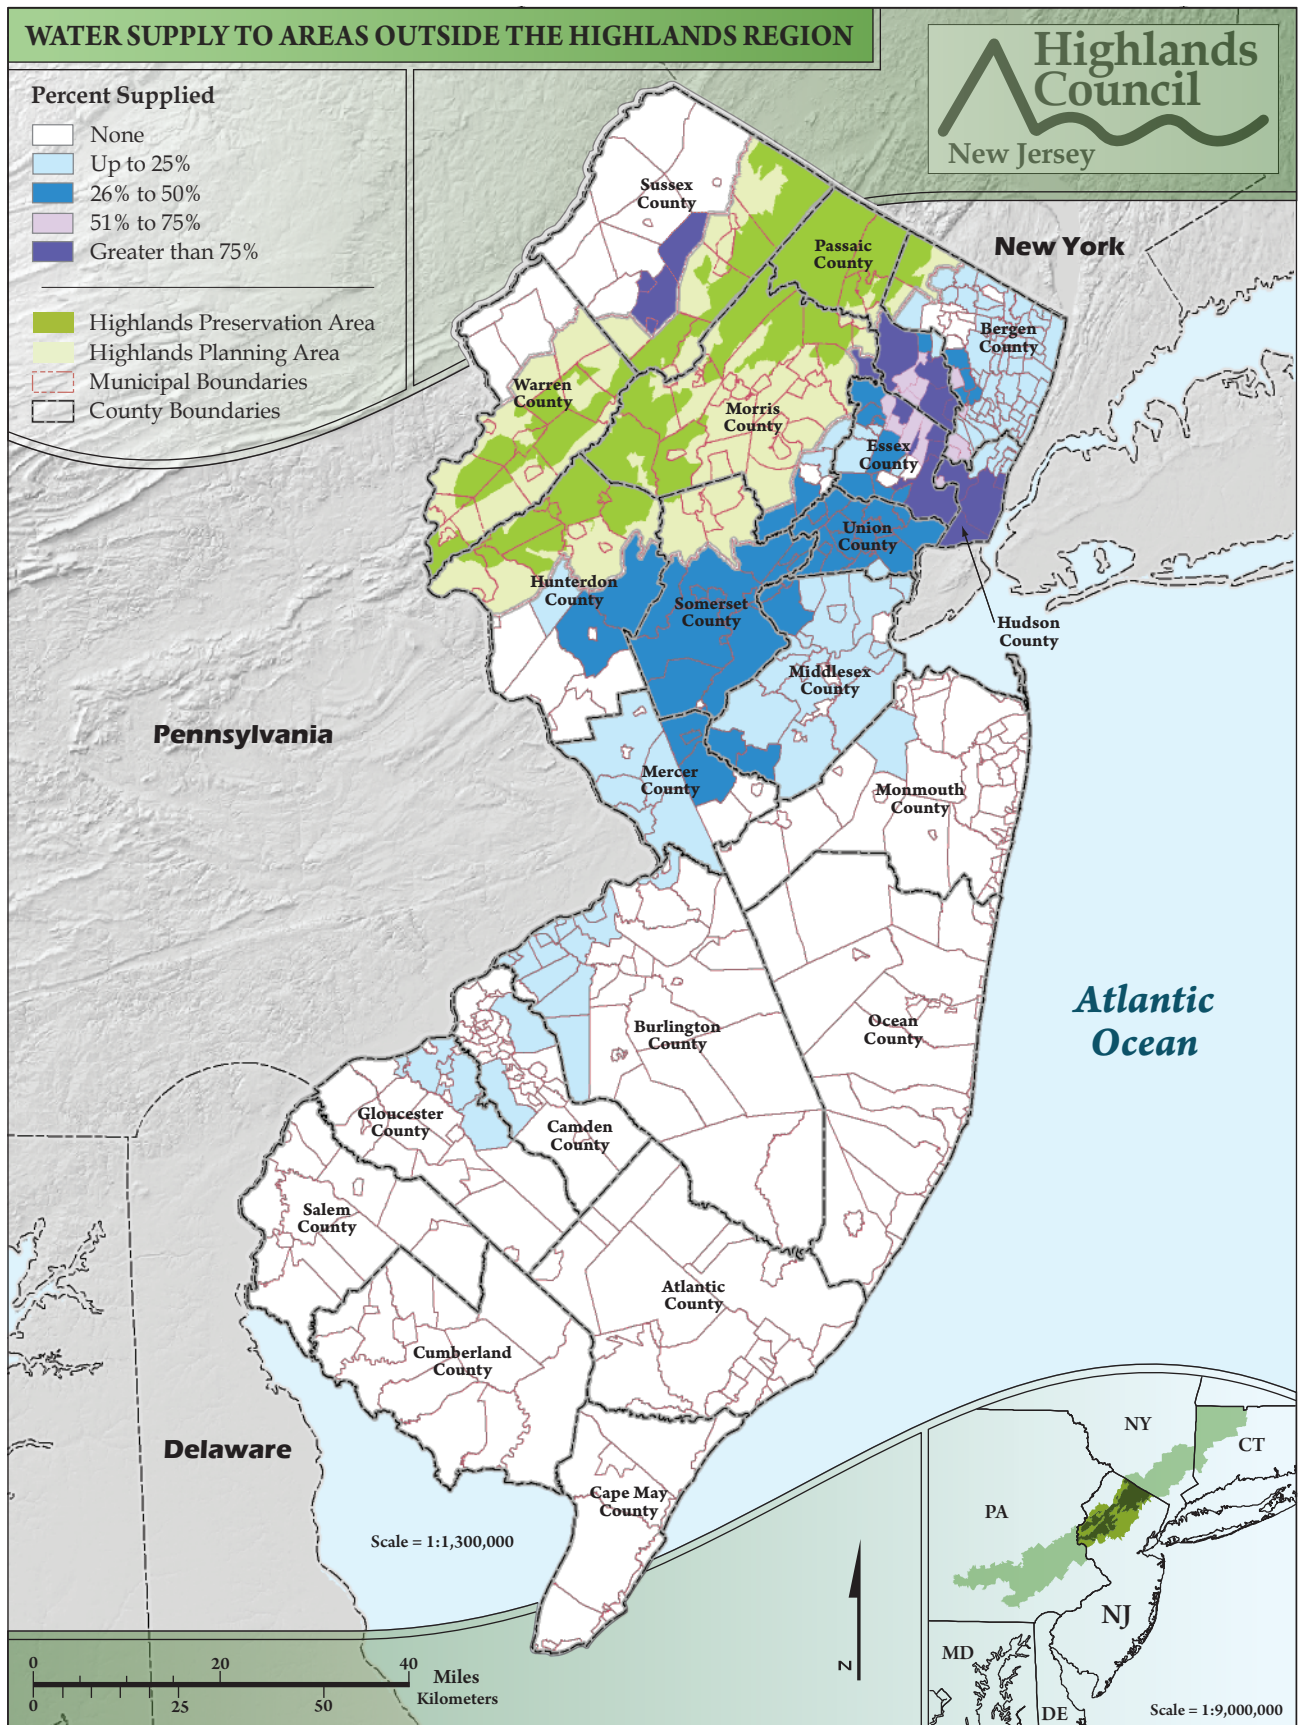 WATER SUPPLY TO AREAS OUTSIDE THE HIGHLANDS REGION
Highlands
Council
New Jersey
Percent Supplied
None
Up to 25%
26% to 50%
51% to 75%
Greater than 75%
Highlands Preservation Area
Highlands Planning Area
Municipal Boundaries
County Boundaries
Sussex
County
Passaic
County
New York
Bergen
County
Warren
County
Morris
County
Essex
County
Union
County
Hunterdon
County
Somerset
County
Hudson
County
Middlesex
County
Pennsylvania
Mercer
County
Monmouth
County
Atlantic
Ocean
Burlington
County
Ocean
County
Gloucester
County
Camden
County
Salem
County
Atlantic
County
Cumberland
County
Delaware
Cape May
County
Scale = 1:1,300,000
N
0
20
40
Miles
Kilometers
0
25
50
NY
CT
PA
NJ
MD
DE
Scale = 1:9,000,000